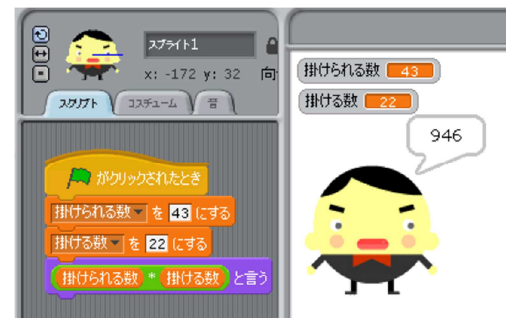 スプライト1
x: -172 y: 32 向
スクリプト コスチューム 音
がクリックされたとき
掛けられる数 を 43 にする
掛ける数 を 22 にする
掛けられる数 * 掛ける数 と言う
掛けられる数 43
掛ける数 22
946